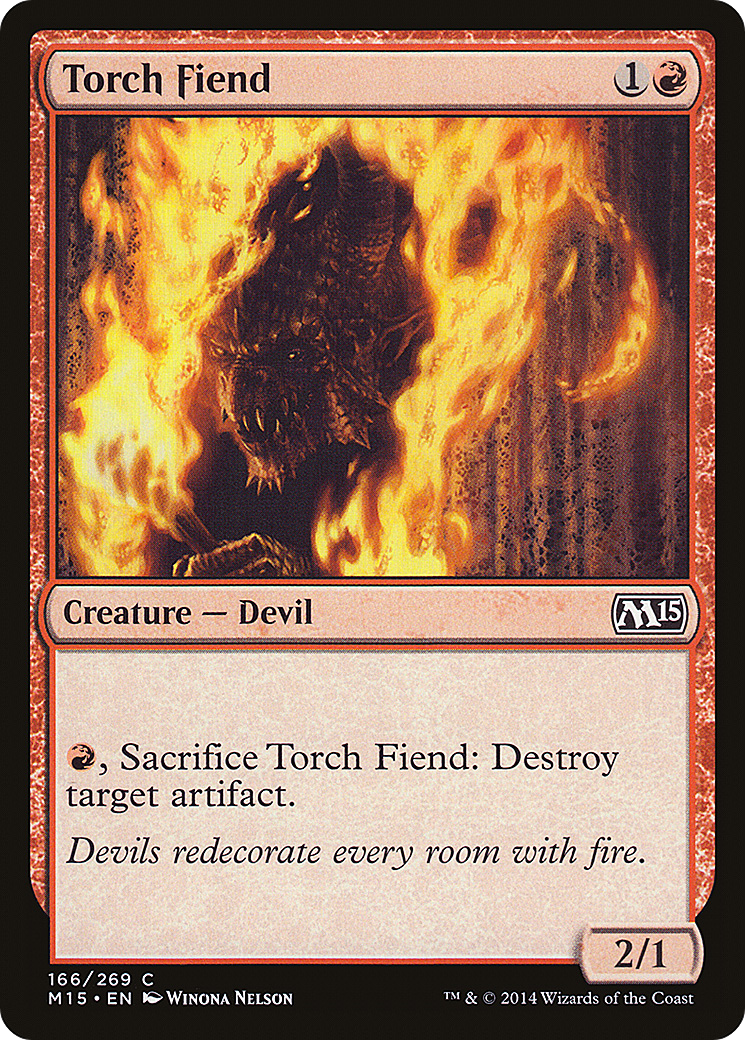 Torch Fiend 1
Creature — Devil M15
, Sacrifice Torch Fiend: Destroy
target artifact.
Devils redecorate every room with fire.
2/1
166/269 C
M15 • EN Winona Nelson ™ & © 2014 Wizards of the Coast